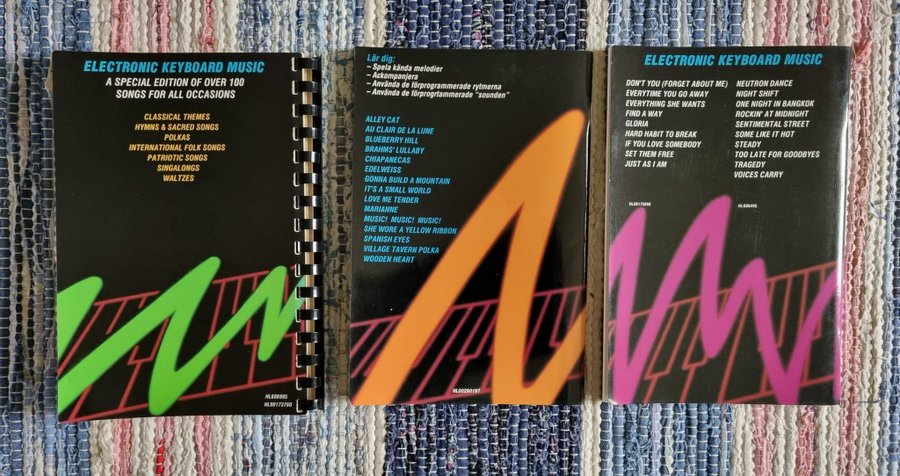 ELECTRONIC KEYBOARD MUSIC
A SPECIAL EDITION OF OVER 100
SONGS FOR ALL OCCASIONS
CLASSICAL THEMES
HYMNS & SACRED SONGS
POLKAS
INTERNATIONAL FOLK SONGS
PATRIOTIC SONGS
SINGALONGS
WALTZES
HL00173760
Lär dig:
– Spela kända melodier
– Ackompanjera
– Använda de förprogrammerade rytmerna
– Använda de förprogrtammerade "sounden"
ALLEY CAT
AU CLAIR DE LA LUNE
BLUEBERRY HILL
BRAHMS' LULLABY
CHIAPANECAS
EDELWEISS
GONNA BUILD A MOUNTAIN
IT'S A SMALL WORLD
LOVE ME TENDER
MARIANNE
MUSIC! MUSIC! MUSIC!
SHE WORE A YELLOW RIBBON
SPANISH EYES
VILLAGE TAVERN POLKA
WOODEN HEART
HL00290187
ELECTRONIC KEYBOARD MUSIC
DON'T YOU (FORGET ABOUT ME)
EVERYTIME YOU GO AWAY
EVERYTHING SHE WANTS
FIND A WAY
GLORIA
HARD HABIT TO BREAK
IF YOU LOVE SOMEBODY
SET THEM FREE
JUST AS I AM
NEUTRON DANCE
NIGHT SHIFT
ONE NIGHT IN BANGKOK
ROCKIN' AT MIDNIGHT
SENTIMENTAL STREET
SOME LIKE IT HOT
STEADY
TOO LATE FOR GOODBYES
TRAGEDY
VOICES CARRY